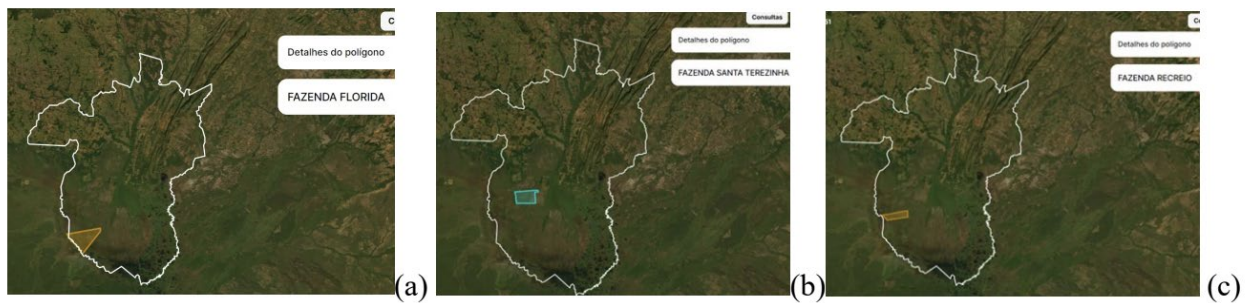 Detalhes do polígono
FAZENDA FLORIDA
(a)
Consultas
Detalhes do polígono
FAZENDA SANTA TEREZINHA
(b)
Detalhes do polígono
FAZENDA RECREIO
(c)